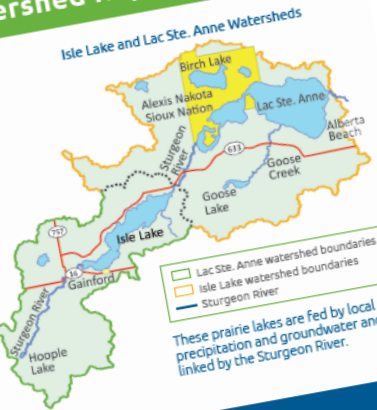 Isle Lake and Lac Ste. Anne Watersheds
Birch Lake
Alexis Nakota
Sioux Nation
Lac Ste. Anne
Sturgeon
River
Alberta
Beach
633
Goose
Creek
Goose
Lake
757
Isle Lake
16
Gainford
Sturgeon River
Hoople
Lake
Lac Ste. Anne watershed boundaries
Isle Lake watershed boundaries
Sturgeon River
These prairie lakes are fed by local
precipitation and groundwater and
linked by the Sturgeon River.